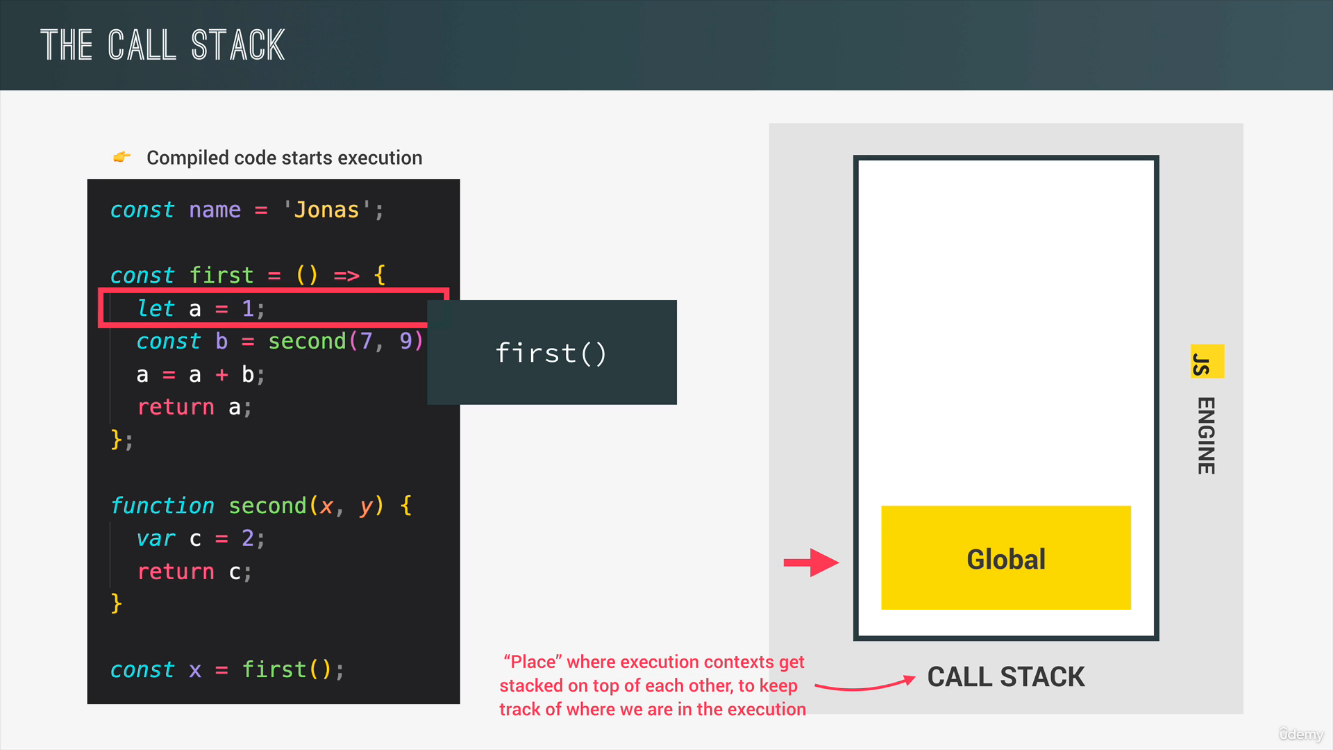 THE CALL STACK
Compiled code starts execution
const name = 'Jonas';
const first = () => {
let a = 1;
const b = second(7, 9)
a = a + b;
return a;
};
function second(x, y) {
var c = 2;
return c;
}
const x = first();
first()
Global
JS
ENGINE
CALL STACK
“Place” where execution contexts get
stacked on top of each other, to keep
track of where we are in the execution
ûdemy